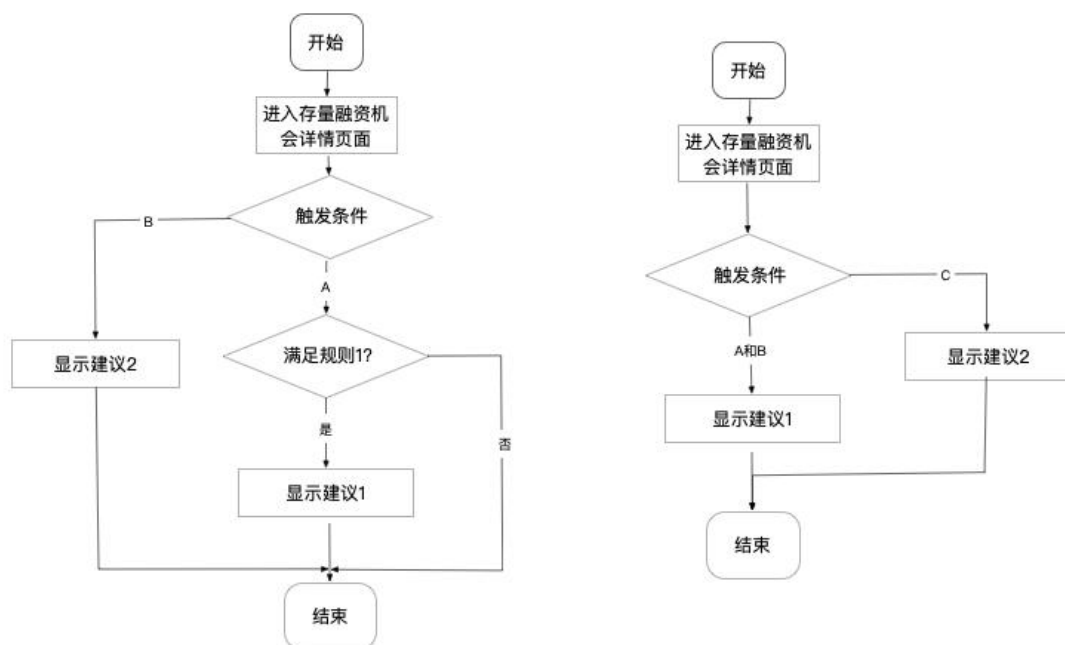 开始
进入存量融资机
会详情页面
触发条件
B
A
满足规则1?
显示建议2
是
否
显示建议1
结束
开始
进入存量融资机
会详情页面
触发条件
C
A和B
显示建议2
显示建议1
结束